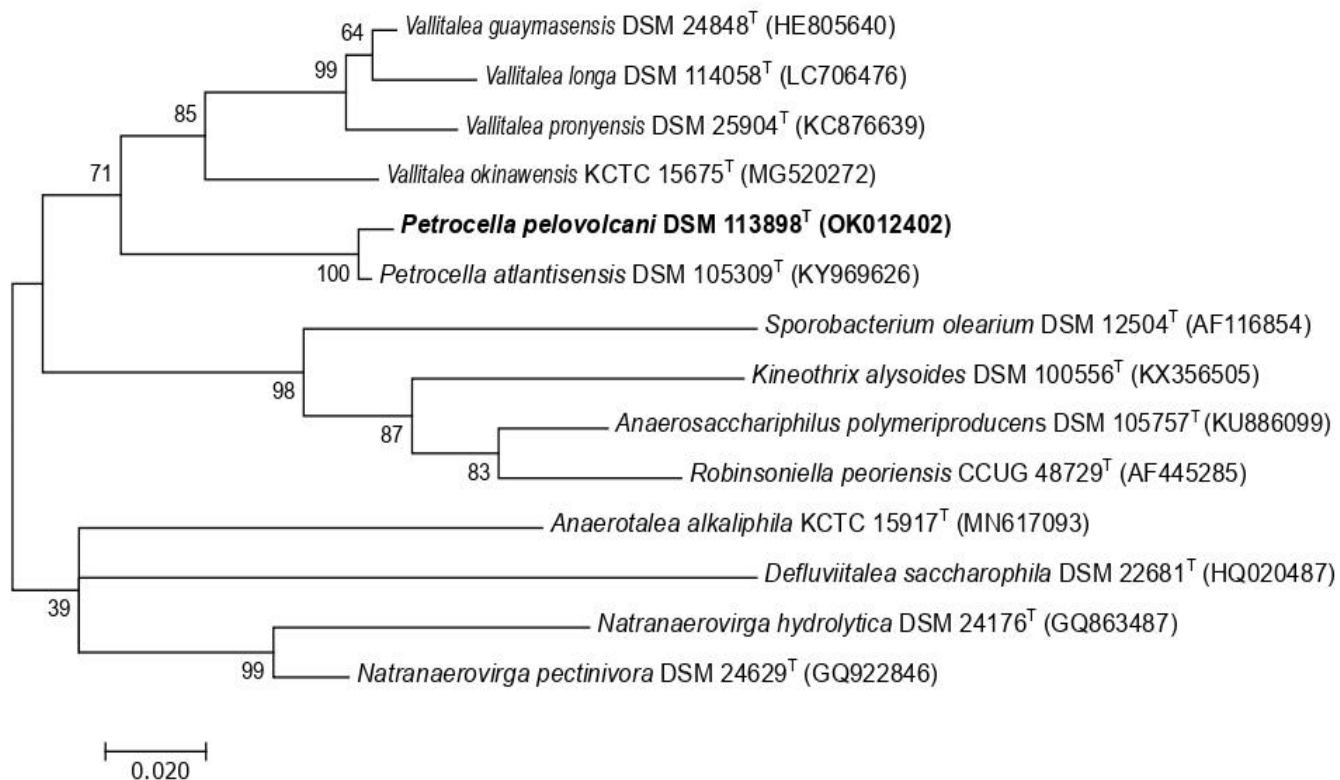 64 Vallitalea guaymasensis DSM 24848T (HE805640)
99 Vallitalea longa DSM 114058T (LC706476)
85 Vallitalea pronyensis DSM 25904T (KC876639)
71 Vallitalea okinawensis KCTC 15675T (MG520272)
Petrocella pelovolcani DSM 113898T (OK012402)
100 Petrocella atlantisensis DSM 105309T (KY969626)
Sporobacterium olearium DSM 12504T (AF116854)
98 Kineothrix alysoides DSM 100556T (KX356505)
87 Anaerosacchariphilus polymeriproducens DSM 105757T (KU886099)
83 Robinsoniella peoriensis CCUG 48729T (AF445285)
Anaerotalea alkaliphila KCTC 15917T (MN617093)
Defluviitalea saccharophila DSM 22681T (HQ020487)
39 Natranaerovirga hydrolytica DSM 24176T (GQ863487)
99 Natranaerovirga pectinivora DSM 24629T (GQ922846)
0.020